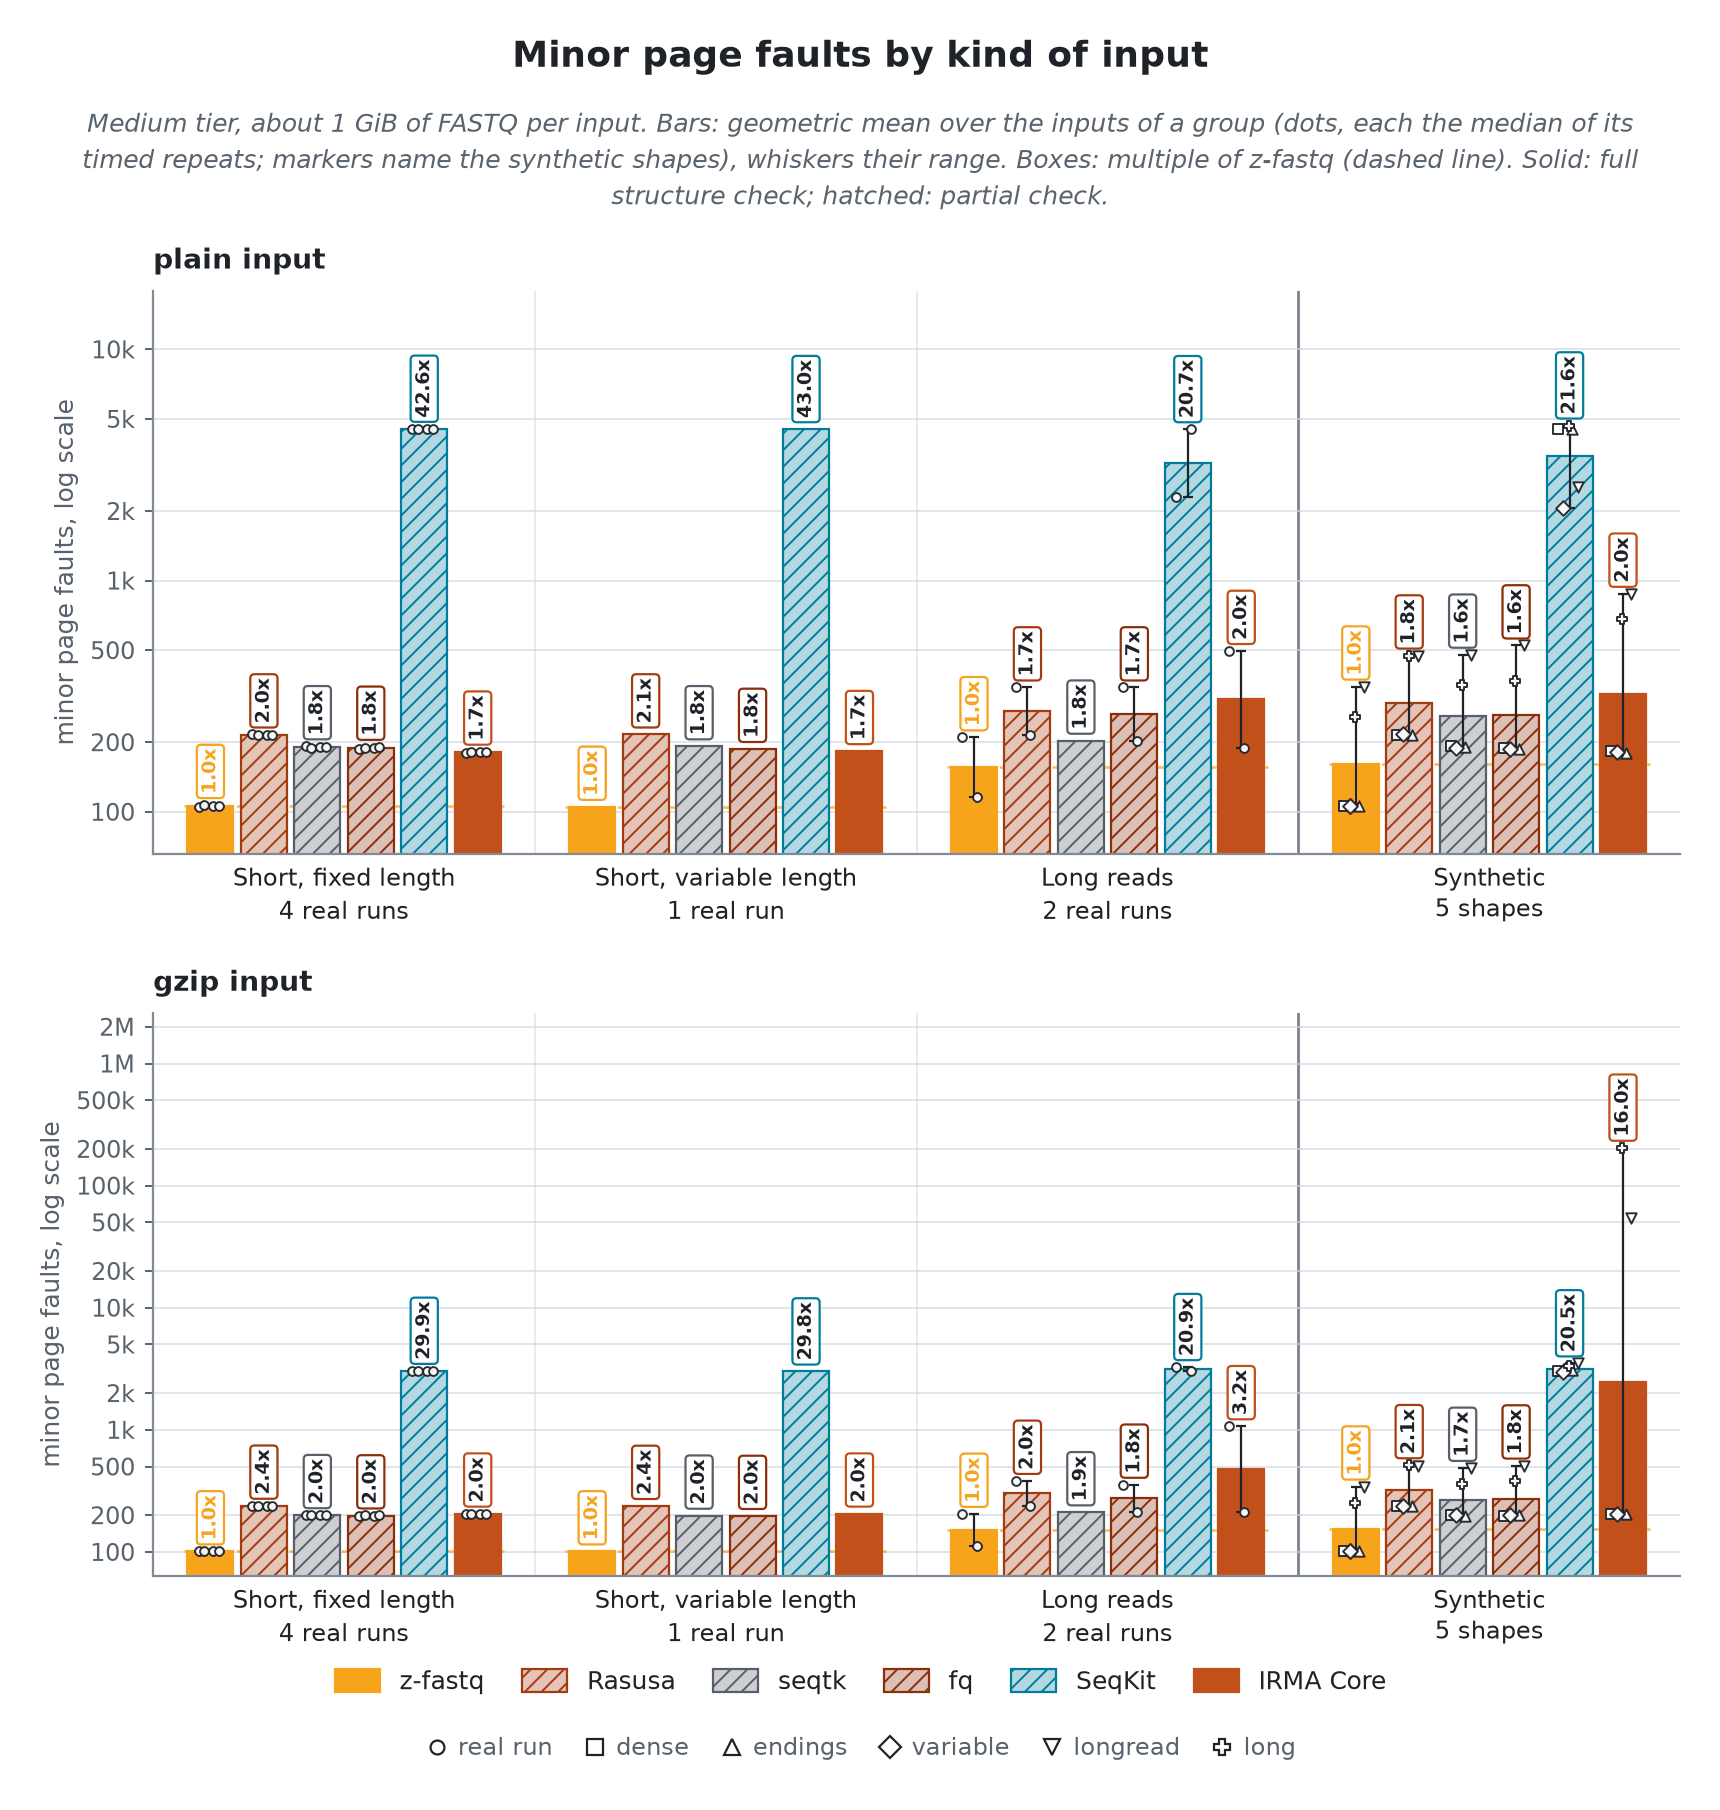 Minor page faults by kind of input
Medium tier, about 1 GiB of FASTQ per input. Bars: geometric mean over the inputs of a group (dots, each the median of its
timed repeats; markers name the synthetic shapes), whiskers their range. Boxes: multiple of z-fastq (dashed line). Solid: full
structure check; hatched: partial check.
plain input
minor page faults, log scale
10k
5k
2k
1k
500
200
100
1.0x
2.0x
1.8x
1.8x
42.6x
1.7x
1.0x
2.1x
1.8x
1.8x
43.0x
1.7x
1.0x
1.7x
1.8x
1.7x
20.7x
2.0x
1.0x
1.8x
1.6x
1.6x
21.6x
2.0x
Short, fixed length
4 real runs
Short, variable length
1 real run
Long reads
2 real runs
Synthetic
5 shapes
gzip input
minor page faults, log scale
2M
1M
500k
200k
100k
50k
20k
10k
5k
2k
1k
500
200
100
1.0x
2.4x
2.0x
2.0x
29.9x
2.0x
1.0x
2.4x
2.0x
2.0x
29.8x
2.0x
1.0x
2.0x
1.9x
1.8x
20.9x
3.2x
1.0x
2.1x
1.7x
1.8x
20.5x
16.0x
Short, fixed length
4 real runs
Short, variable length
1 real run
Long reads
2 real runs
Synthetic
5 shapes
z-fastq
Rasusa
seqtk
fq
SeqKit
IRMA Core
real run
dense
endings
variable
longread
long